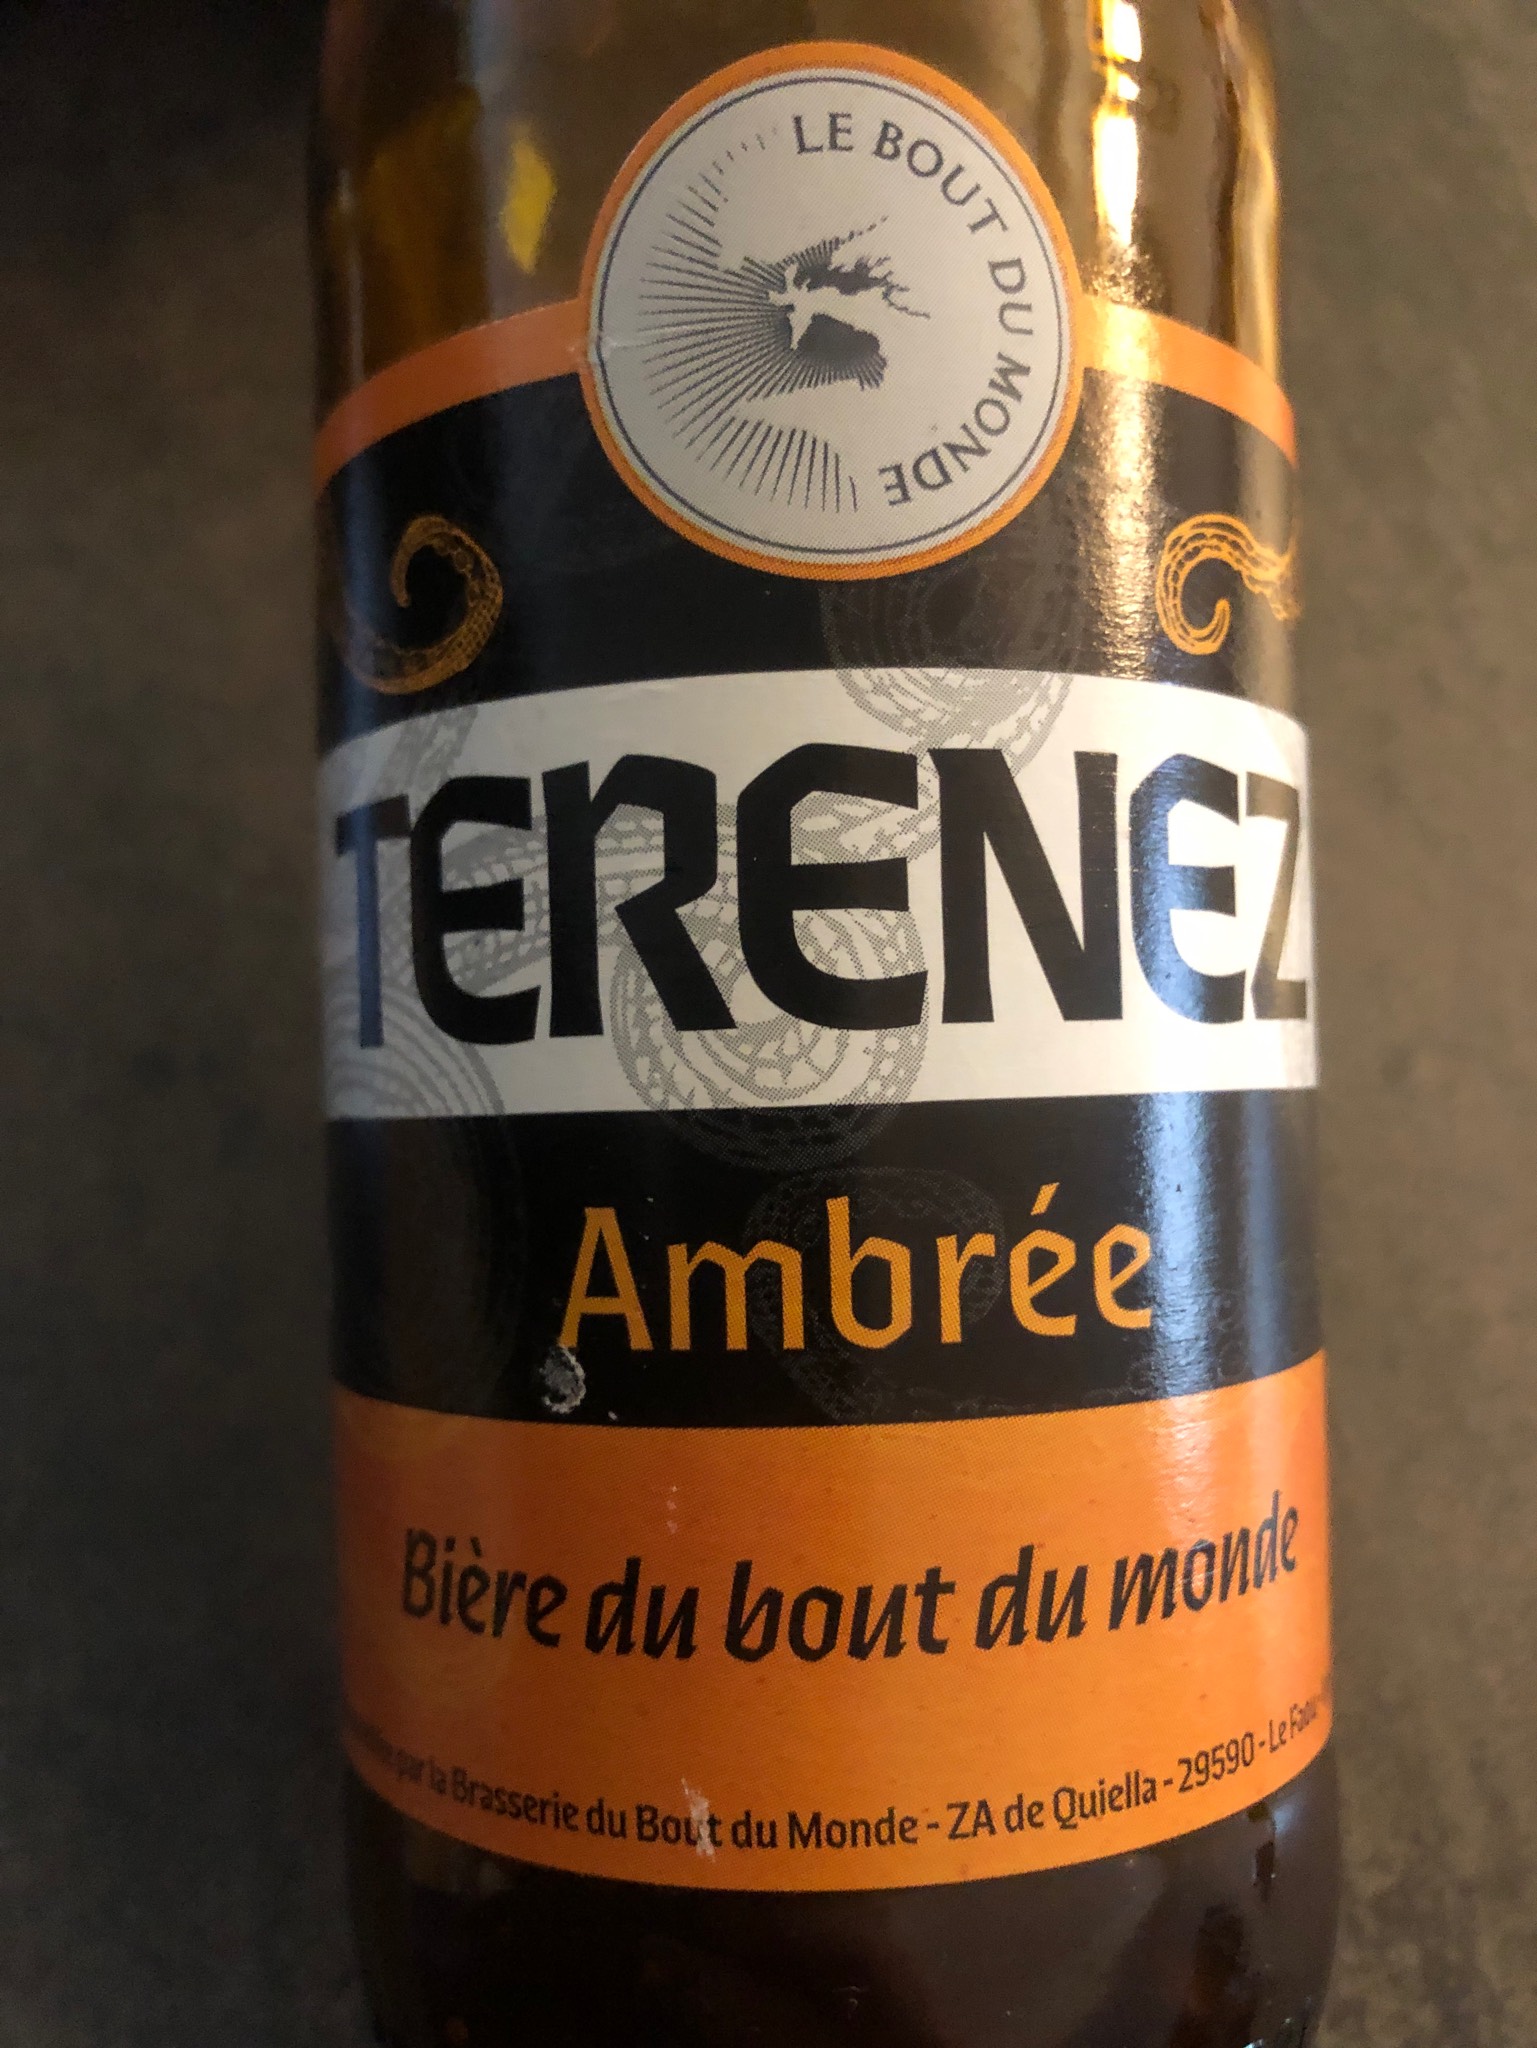 LE BOUT DU MONDE
TERENEZ
Ambrée
Bière du bout du monde
par la Brasserie du Bout du Monde - ZA de Quiella - 29590 - Le Faou